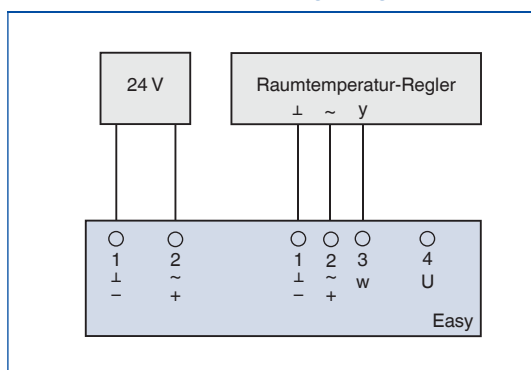 24 V
Raumtemperatur-Regler
⊥ ~ y
1 2 1 2 3 4
⊥ ~ ⊥ ~ w U
– + – +
Easy